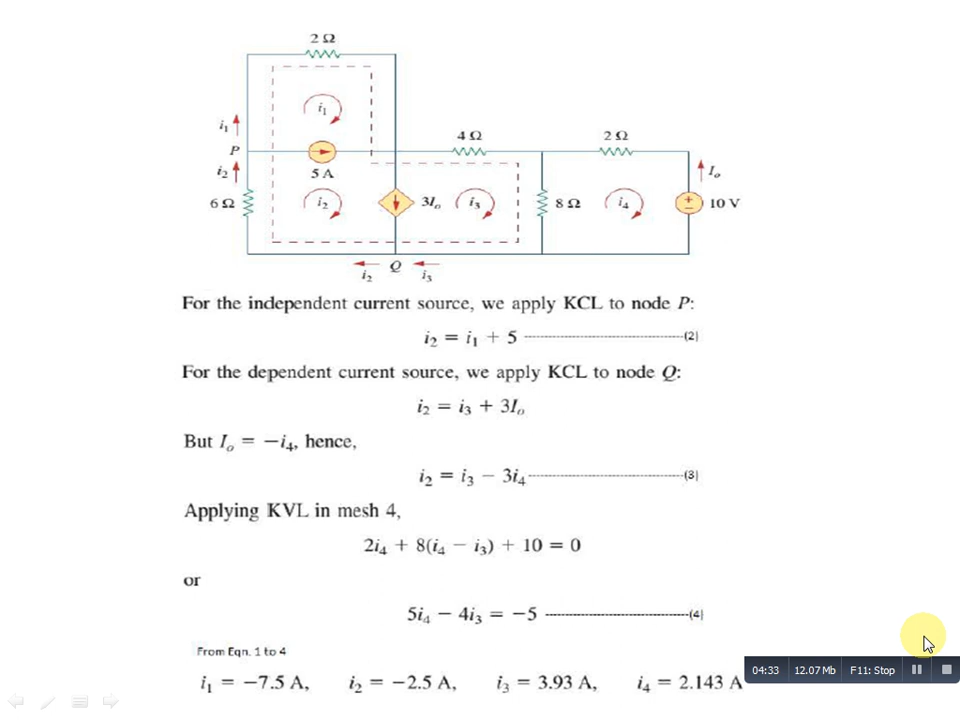 2 Ω
i₁
i₁
4 Ω
2 Ω
P
i₂
5 A
Iₒ
6 Ω
i₂
3Iₒ
i₃
8 Ω
i₄
10 V
i₂
Q
i₃
For the independent current source, we apply KCL to node P:
i₂ = i₁ + 5 ---------------------------(2)
For the dependent current source, we apply KCL to node Q:
i₂ = i₃ + 3Iₒ
But Iₒ = −i₄, hence,
i₂ = i₃ − 3i₄---------------------------(3)
Applying KVL in mesh 4,
2i₄ + 8(i₄ − i₃) + 10 = 0
or
5i₄ − 4i₃ = −5 ---------------------------(4)
From Eqn. 1 to 4
i₁ = −7.5 A, i₂ = −2.5 A, i₃ = 3.93 A, i₄ = 2.143 A
04:33 12.07 Mb F11: Stop